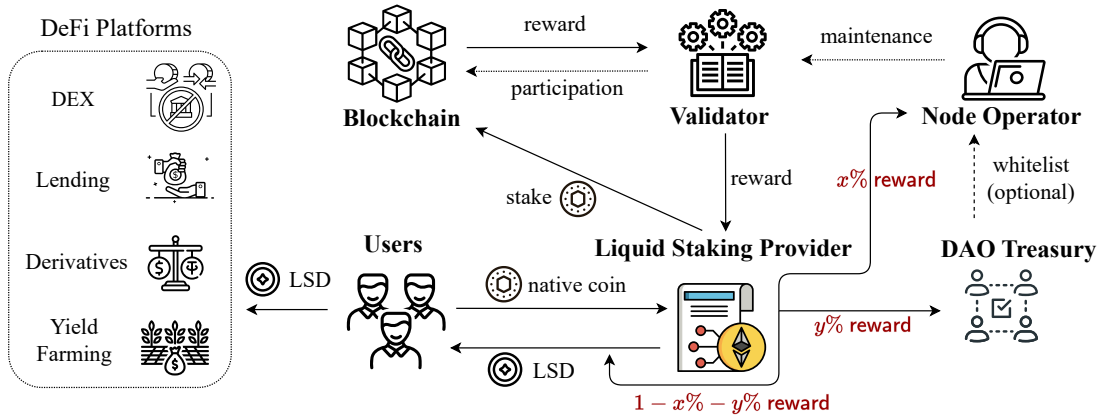 DeFi Platforms
DEX
Lending
Derivatives
Yield
Farming
Blockchain
reward
participation
Validator
maintenance
Node Operator
stake
reward
x% reward
whitelist
(optional)
Users
Liquid Staking Provider
DAO Treasury
LSD
native coin
LSD
y% reward
1 − x% − y% reward